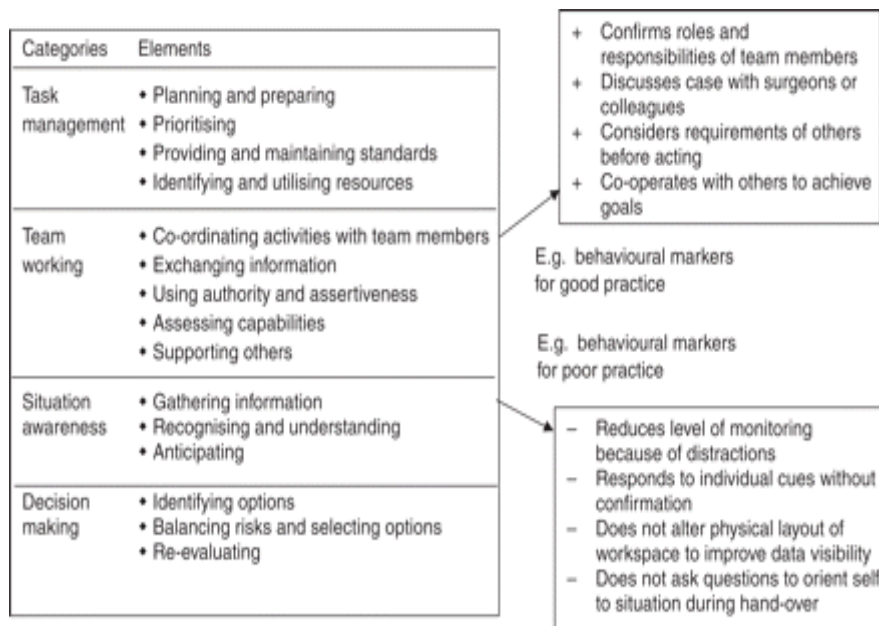 Categories Elements
Task
management
• Planning and preparing
• Prioritising
• Providing and maintaining standards
• Identifying and utilising resources
Team
working
• Co-ordinating activities with team members
• Exchanging information
• Using authority and assertiveness
• Assessing capabilities
• Supporting others
Situation
awareness
• Gathering information
• Recognising and understanding
• Anticipating
Decision
making
• Identifying options
• Balancing risks and selecting options
• Re-evaluating
+ Confirms roles and
responsibilities of team members
+ Discusses case with surgeons or
colleagues
+ Considers requirements of others
before acting
+ Co-operates with others to achieve
goals
E.g. behavioural markers
for good practice
E.g. behavioural markers
for poor practice
– Reduces level of monitoring
because of distractions
– Responds to individual cues without
confirmation
– Does not alter physical layout of
workspace to improve data visibility
– Does not ask questions to orient self
to situation during hand-over